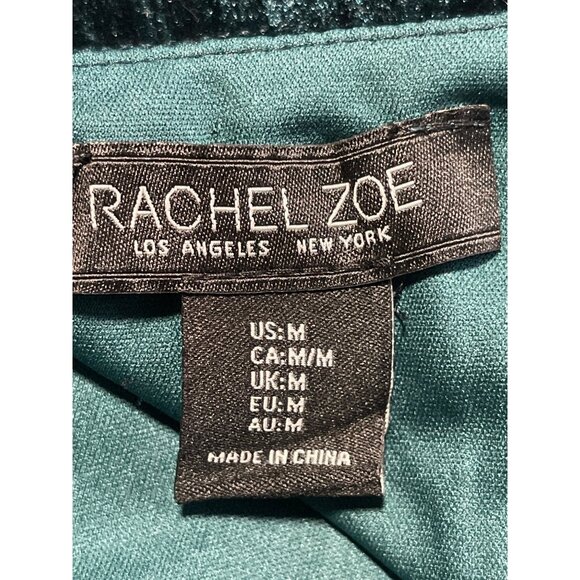 RACHEL ZOE
LOS ANGELES NEW YORK
US:M
CA:M/M
UK:M
EU:M
AU:M
MADE IN CHINA